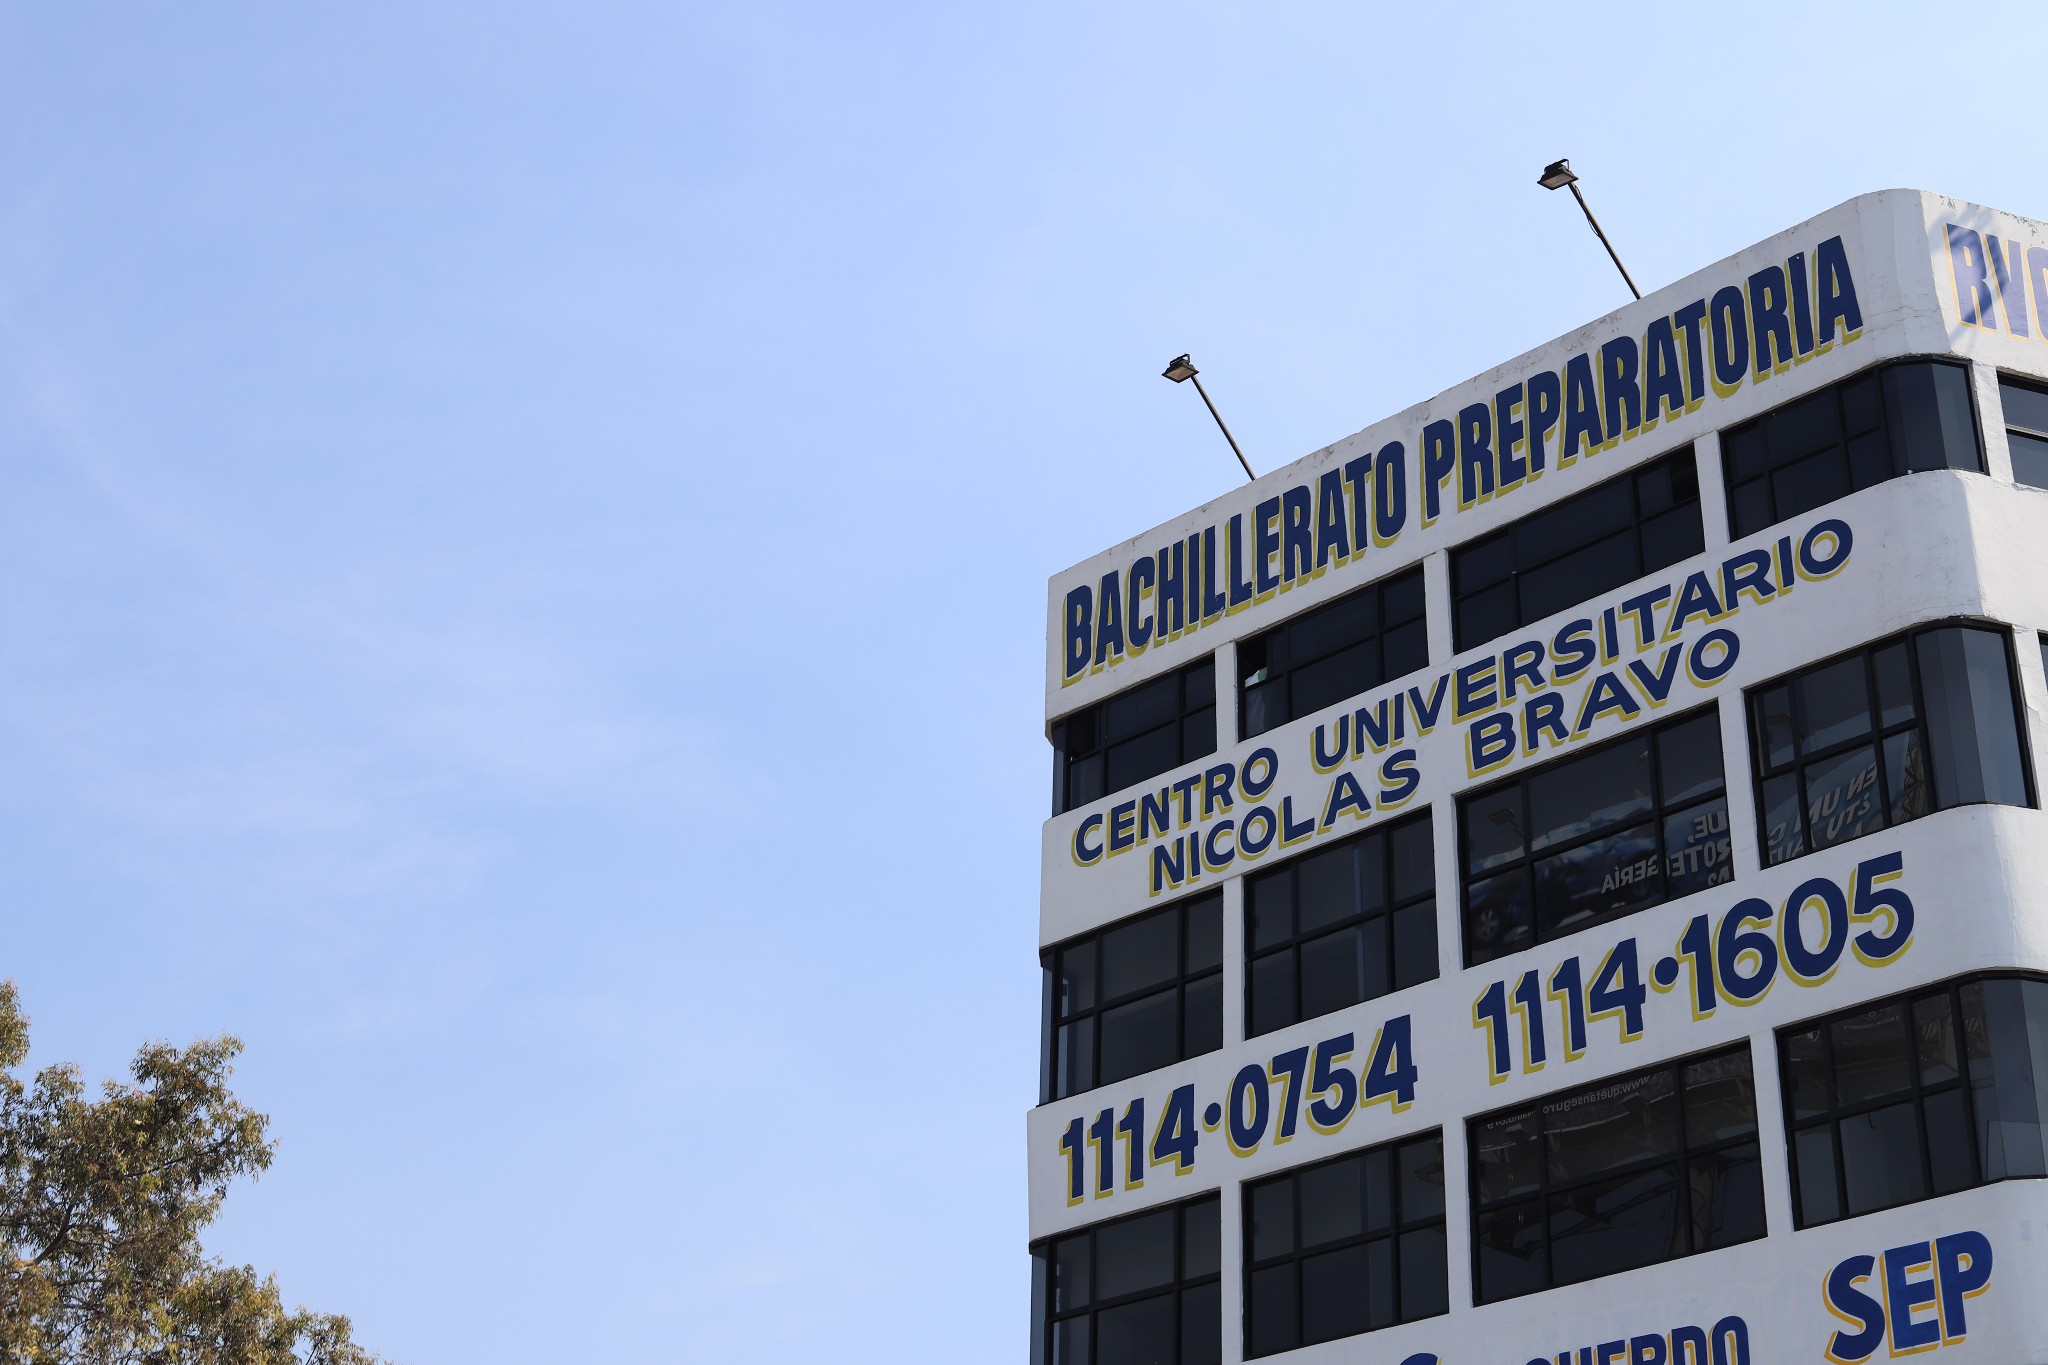 BACHILLERATO PREPARATORIA
CENTRO UNIVERSITARIO
NICOLAS BRAVO
1114·0754 1114·1605
SEP